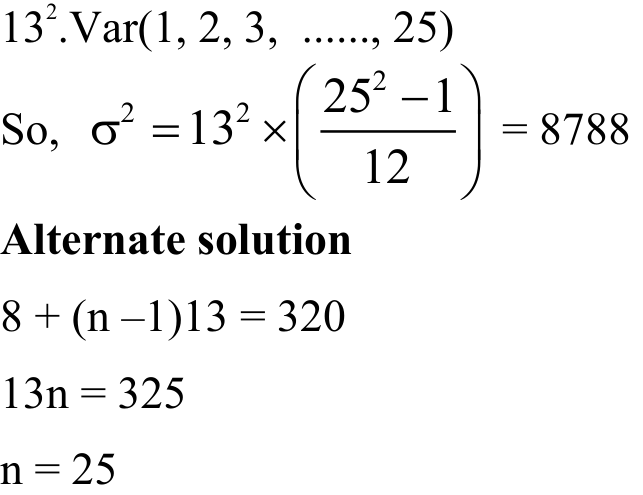 13².Var(1, 2, 3, ......, 25)
So, σ² = 13² × ((25² − 1)/12) = 8788
Alternate solution
8 + (n –1)13 = 320
13n = 325
n = 25